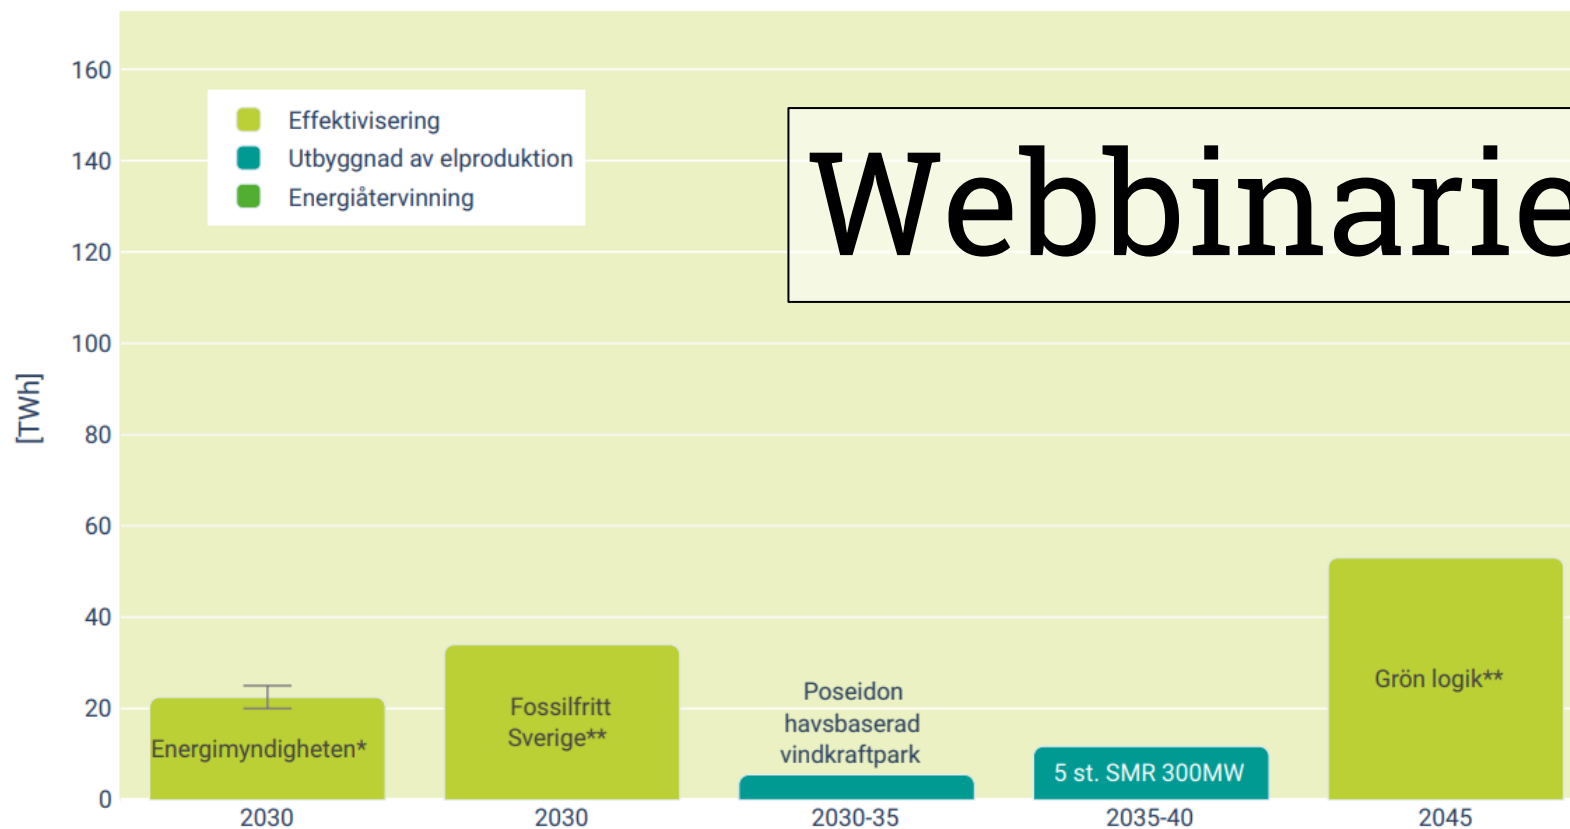 160
140
120
100
80
60
40
20
0
[TWh]
Effektivisering
Utbyggnad av elproduktion
Energiåtervinning
Webbinarie
Energimyndigheten*
Fossilfritt
Sverige**
Poseidon
havsbaserad
vindkraftpark
5 st. SMR 300MW
Grön logik**
2030
2030
2030-35
2035-40
2045